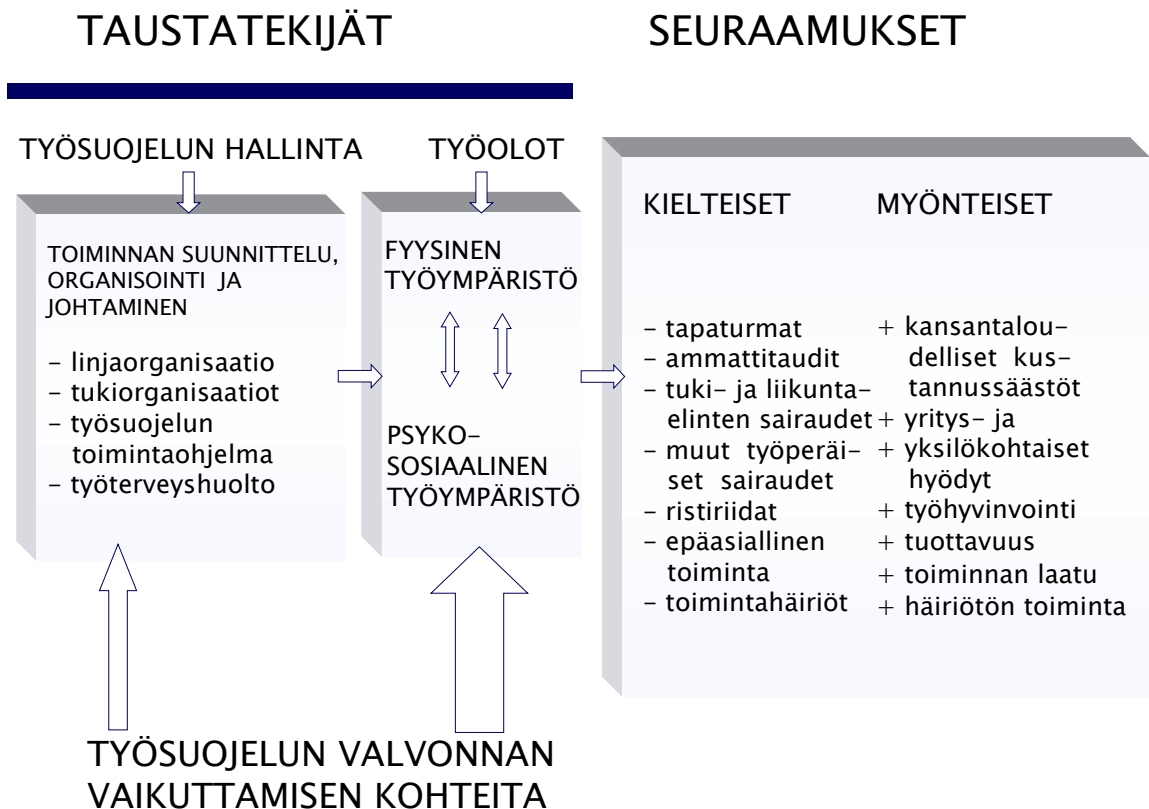 TAUSTATEKIJÄT
SEURAAMUKSET
TYÖSUOJELUN HALLINTA
TYÖOLOT
TOIMINNAN SUUNNITTELU,
ORGANISOINTI JA
JOHTAMINEN
- linjaorganisaatio
- tukiorganisaatiot
- työsuojelun
toimintaohjelma
- työterveyshuolto
FYYSINEN
TYÖYMPÄRISTÖ
PSYKO-
SOSIAALINEN
TYÖYMPÄRISTÖ
KIELTEISET
- tapaturmat
- ammattitaudit
- tuki- ja liikunta-
elinten sairaudet
- muut työperäi-
set sairaudet
- ristiriidat
- epäasiallinen
toiminta
- toimintahäiriöt
MYÖNTEISET
+ kansantalou-
delliset kus-
tannussäästöt
+ yritys- ja
+ yksilökohtaiset
hyödyt
+ työhyvinvointi
+ tuottavuus
+ toiminnan laatu
+ häiriötön toiminta
TYÖSUOJELUN VALVONNAN
VAIKUTTAMISEN KOHTEITA